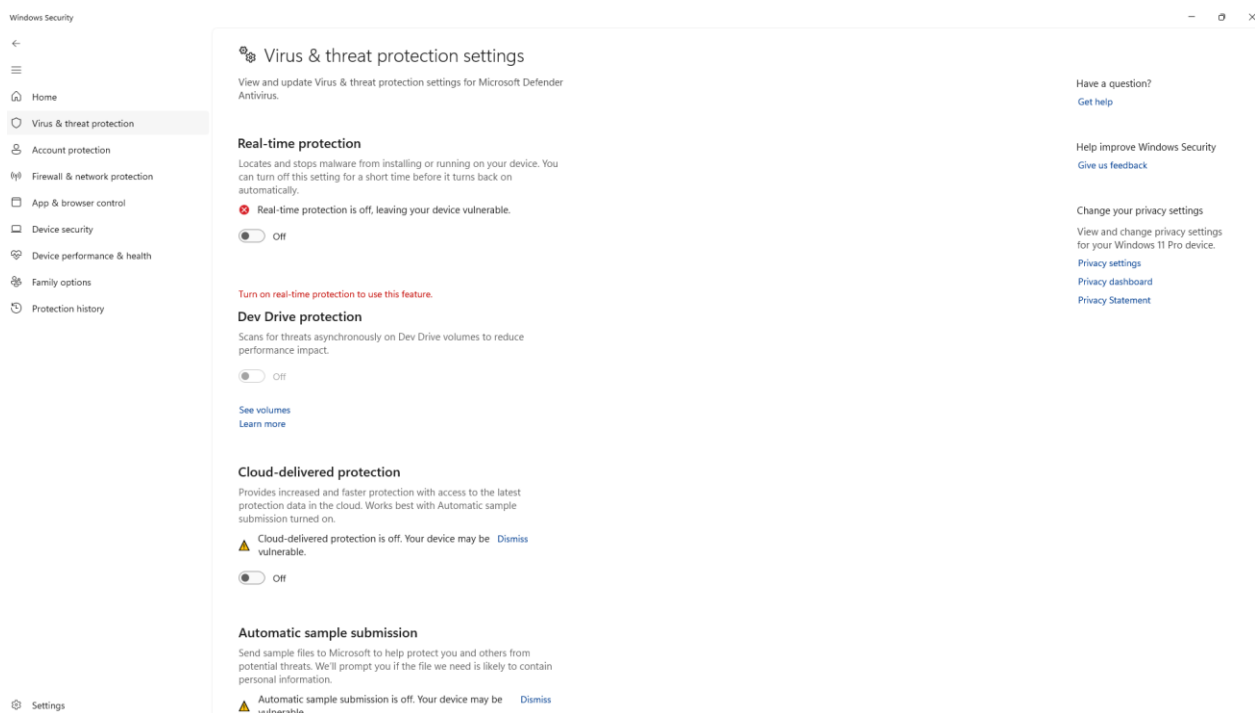 Windows Security
Home
Virus & threat protection
Account protection
Firewall & network protection
App & browser control
Device security
Device performance & health
Family options
Protection history
Settings
Virus & threat protection settings
View and update Virus & threat protection settings for Microsoft Defender
Antivirus.
Real-time protection
Locates and stops malware from installing or running on your device. You
can turn off this setting for a short time before it turns back on
automatically.
Real-time protection is off, leaving your device vulnerable.
Off
Turn on real-time protection to use this feature.
Dev Drive protection
Scans for threats asynchronously on Dev Drive volumes to reduce
performance impact.
Off
See volumes
Learn more
Cloud-delivered protection
Provides increased and faster protection with access to the latest
protection data in the cloud. Works best with Automatic sample
submission turned on.
Cloud-delivered protection is off. Your device may be Dismiss
vulnerable.
Off
Automatic sample submission
Send sample files to Microsoft to help protect you and others from
potential threats. We'll prompt you if the file we need is likely to contain
personal information.
Automatic sample submission is off. Your device may be Dismiss
vulnerable.
Have a question?
Get help
Help improve Windows Security
Give us feedback
Change your privacy settings
View and change privacy settings
for your Windows 11 Pro device.
Privacy settings
Privacy dashboard
Privacy Statement